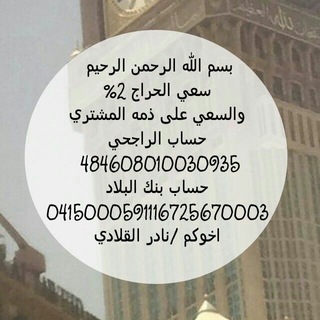 بسم الله الرحمن الرحيم
سعي الحراج 2%
والسعي على ذمه المشتري
حساب الراجحي
484608010030935
حساب بنك البلاد
0415000591116725670003
اخوكم /نادر القلادي